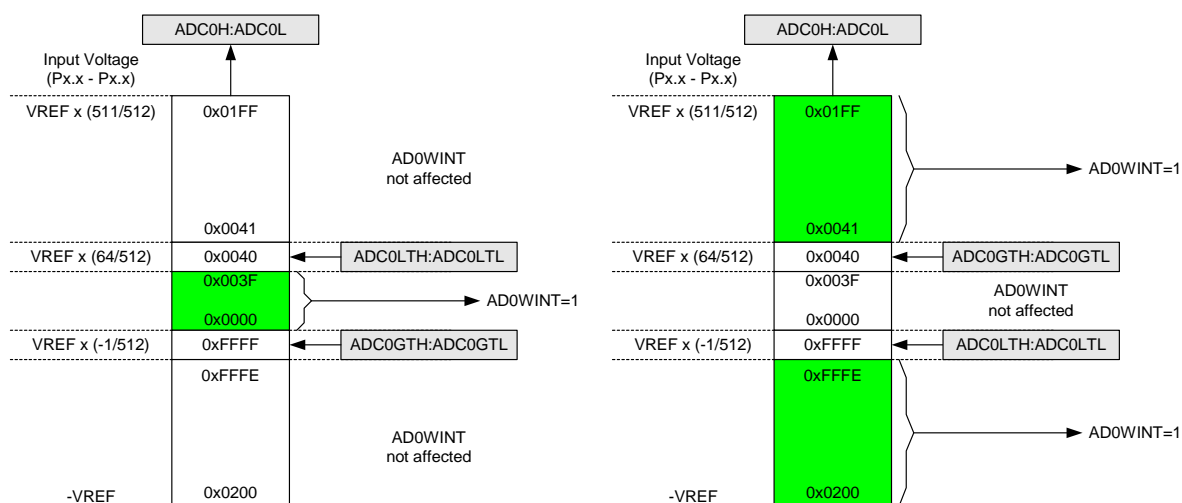 ADC0H:ADC0L
Input Voltage
(Px.x - Px.x)
VREF x (511/512)
0x01FF
AD0WINT
not affected
0x0041
VREF x (64/512)
0x0040
ADC0LTH:ADC0LTL
0x003F
AD0WINT=1
0x0000
VREF x (-1/512)
0xFFFF
ADC0GTH:ADC0GTL
0xFFFE
AD0WINT
not affected
-VREF
0x0200
ADC0H:ADC0L
Input Voltage
(Px.x - Px.x)
VREF x (511/512)
0x01FF
AD0WINT=1
0x0041
VREF x (64/512)
0x0040
ADC0GTH:ADC0GTL
0x003F
AD0WINT
not affected
0x0000
VREF x (-1/512)
0xFFFF
ADC0LTH:ADC0LTL
0xFFFE
AD0WINT=1
-VREF
0x0200